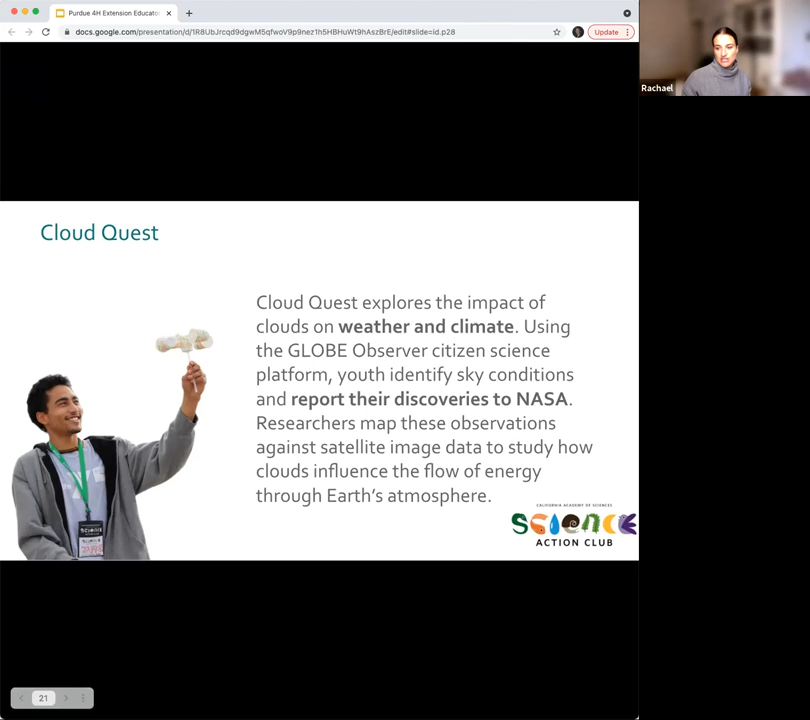 Purdue 4H Extension Educator
docs.google.com/presentation/d/1R8UbJrcqd9dgwM5qfwoV9p9nez1h5HBHuWt9hAszBrE/edit#slide=id.p28
Update
Rachael
Cloud Quest
Cloud Quest explores the impact of
clouds on weather and climate. Using
the GLOBE Observer citizen science
platform, youth identify sky conditions
and report their discoveries to NASA.
Researchers map these observations
against satellite image data to study how
clouds influence the flow of energy
through Earth's atmosphere.
CALIFORNIA ACADEMY OF SCIENCES
SCIENCE
ACTION CLUB
21